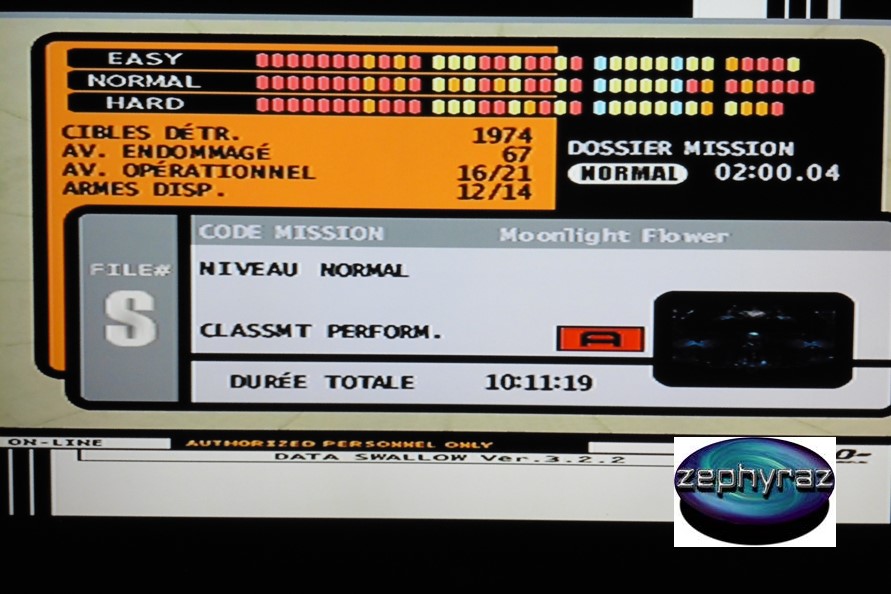 EASY
NORMAL
HARD
CIBLES DÉTR. 1974
AV. ENDOMMAGÉ 67
AV. OPÉRATIONNEL 16/21
ARMES DISP. 12/14
DOSSIER MISSION
NORMAL 02:00.04
CODE MISSION Moonlight Flower
FILE#
S
NIVEAU NORMAL
CLASSMT PERFORM. A
DURÉE TOTALE 10:11:19
ON-LINE
AUTHORIZED PERSONNEL ONLY
DATA SWALLOW Ver.3.2.2
zephyraz